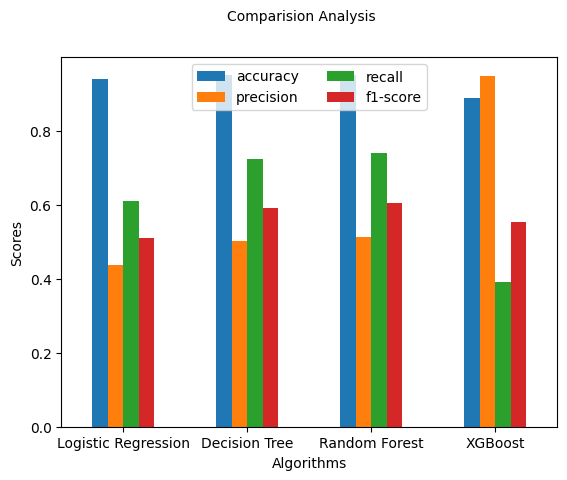 Comparision Analysis
accuracy
precision
recall
f1-score
Scores
0.8
0.6
0.4
0.2
0.0
Logistic Regression Decision Tree Random Forest XGBoost
Algorithms